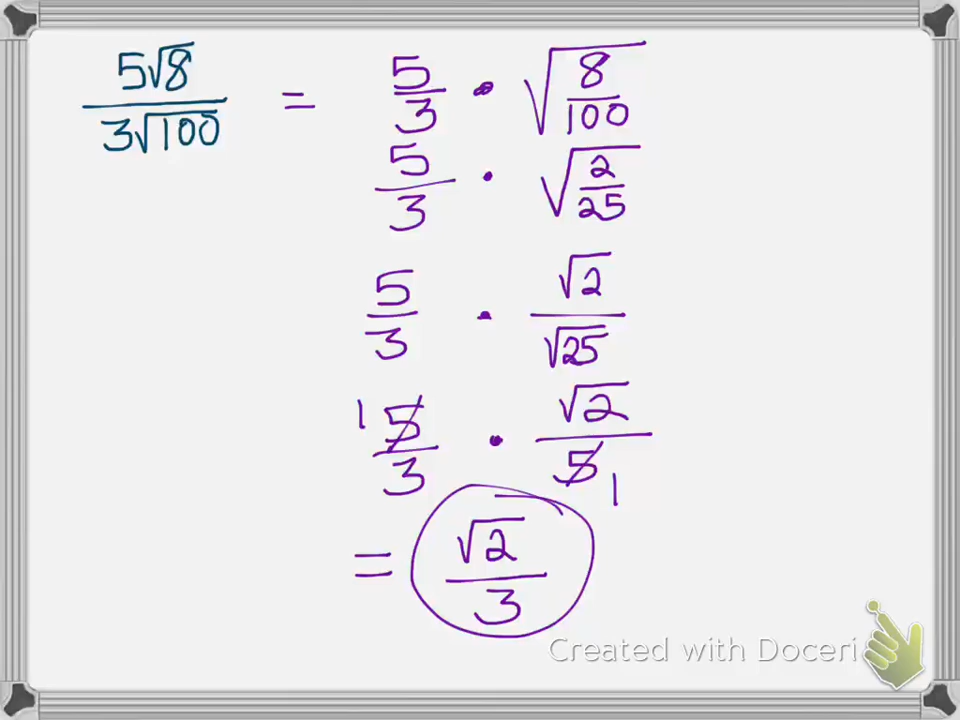 5√8 / 3√100 = 5/3 · √(8/100)
5/3 · √(2/25)
5/3 · √2/√25
1 5/3 · √2/5 1
= √2/3
Created with Doceri